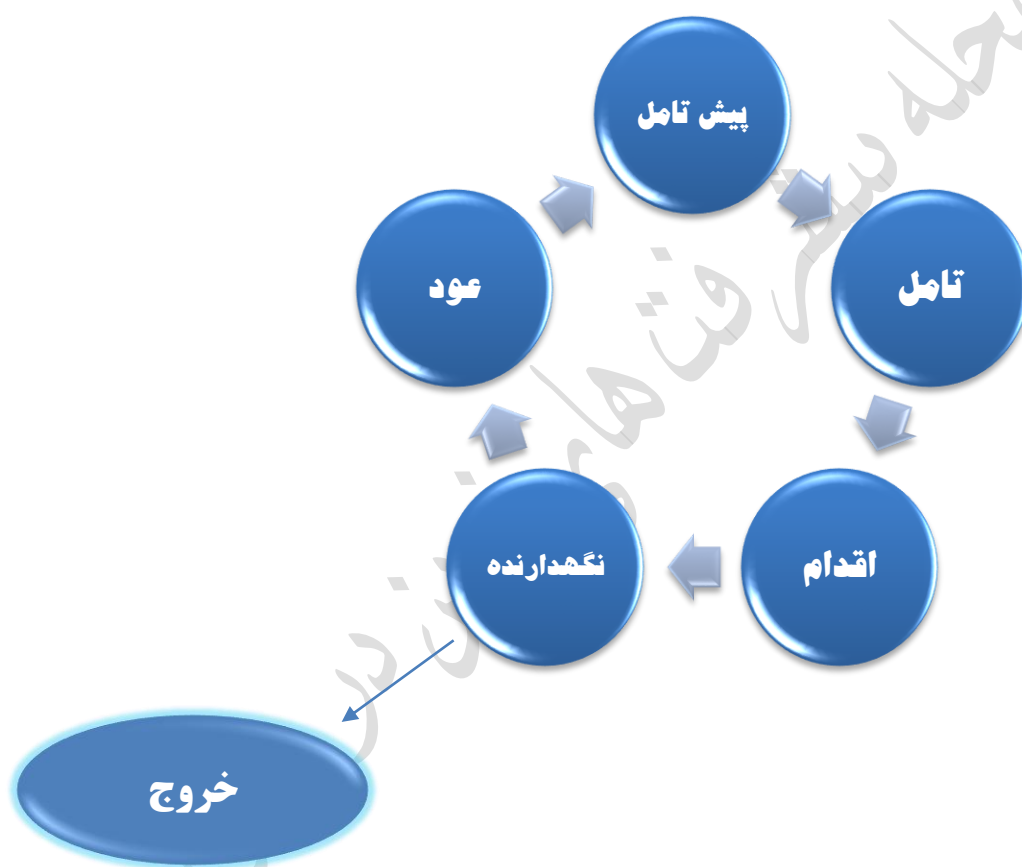 پیش تامل
تامل
اقدام
نگهدارنده
عود
خروج